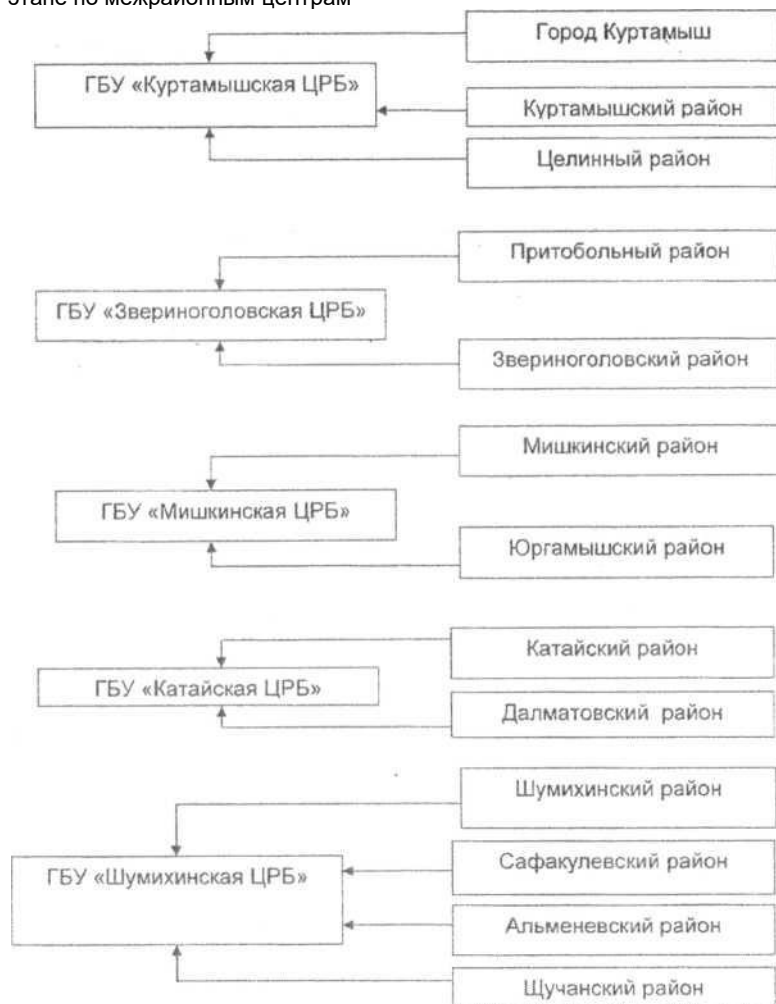 этапе по межрайонным центрам
Город Куртамыш
ГБУ «Куртамышская ЦРБ»
Куртамышский район
Целинный район
Притобольный район
ГБУ «Звериноголовская ЦРБ»
Звериноголовский район
Мишкинский район
ГБУ «Мишкинская ЦРБ»
Юргамышский район
Катайский район
ГБУ «Катайская ЦРБ»
Далматовский район
Шумихинский район
ГБУ «Шумихинская ЦРБ»
Сафакулевский район
Альменевский район
Щучанский район